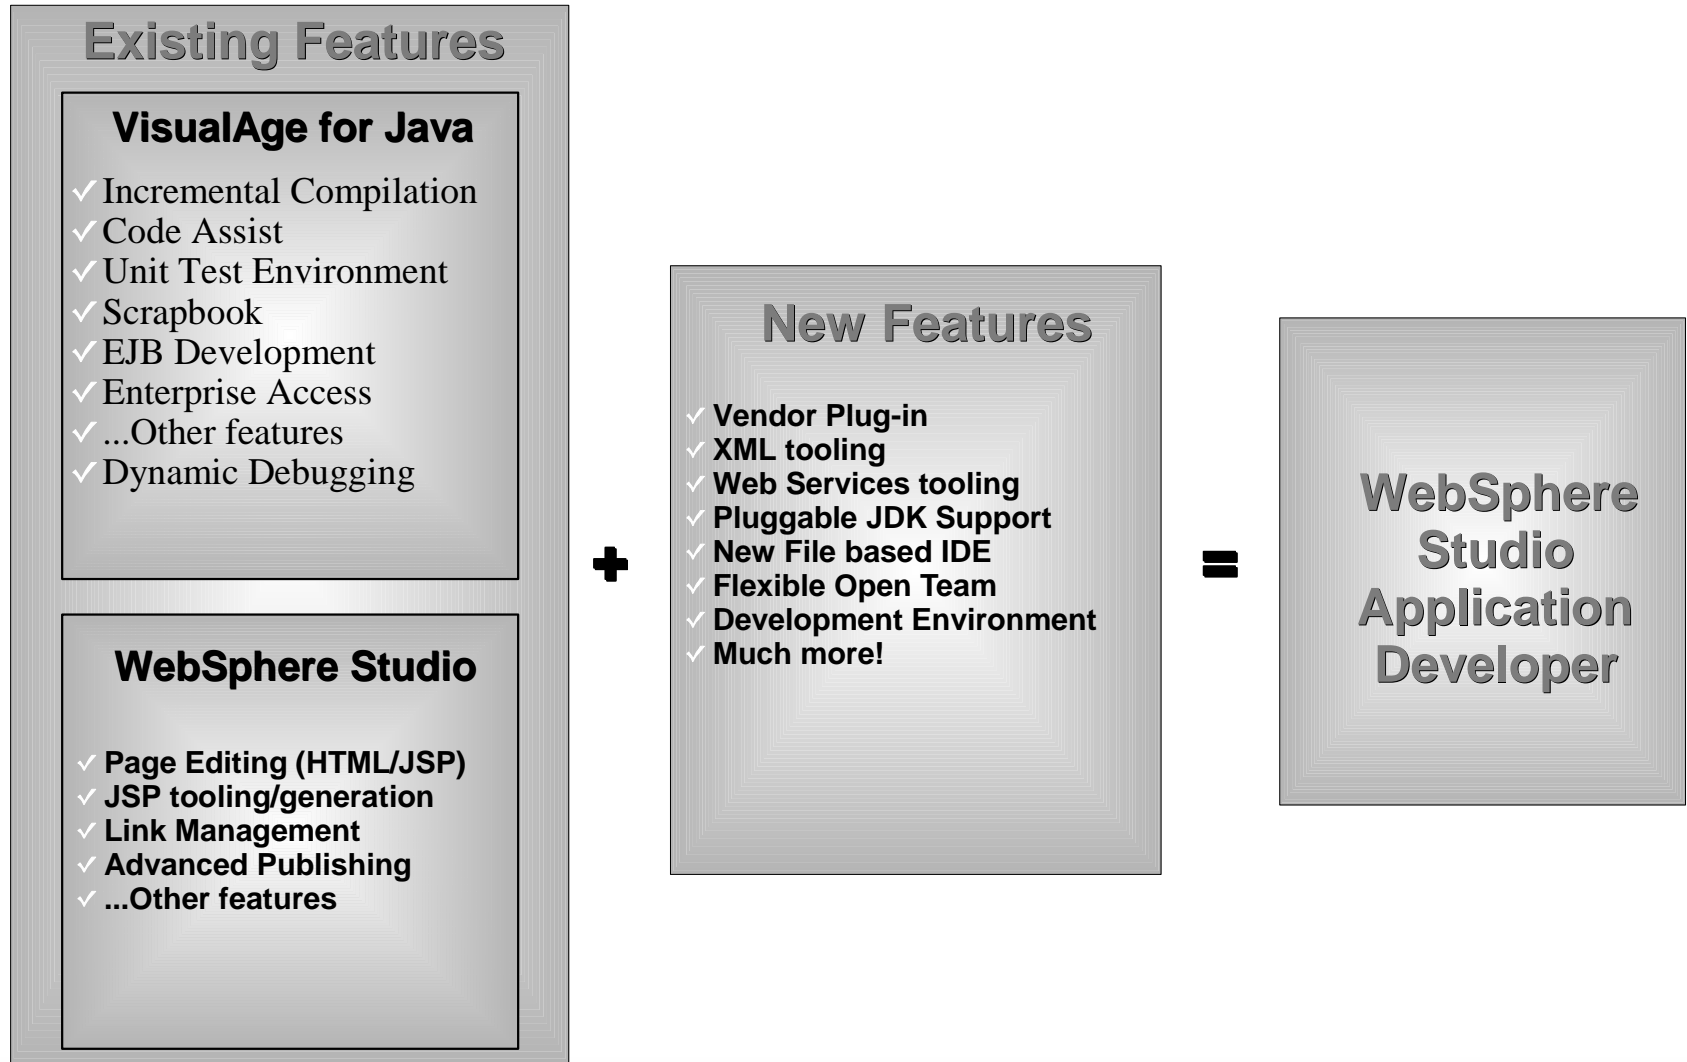 Existing Features
VisualAge for Java
✓ Incremental Compilation
✓ Code Assist
✓ Unit Test Environment
✓ Scrapbook
✓ EJB Development
✓ Enterprise Access
✓ ...Other features
✓ Dynamic Debugging
WebSphere Studio
✓ Page Editing (HTML/JSP)
✓ JSP tooling/generation
✓ Link Management
✓ Advanced Publishing
✓ ...Other features
+
New Features
✓ Vendor Plug-in
✓ XML tooling
✓ Web Services tooling
✓ Pluggable JDK Support
✓ New File based IDE
✓ Flexible Open Team
✓ Development Environment
✓ Much more!
=
WebSphere
Studio
Application
Developer